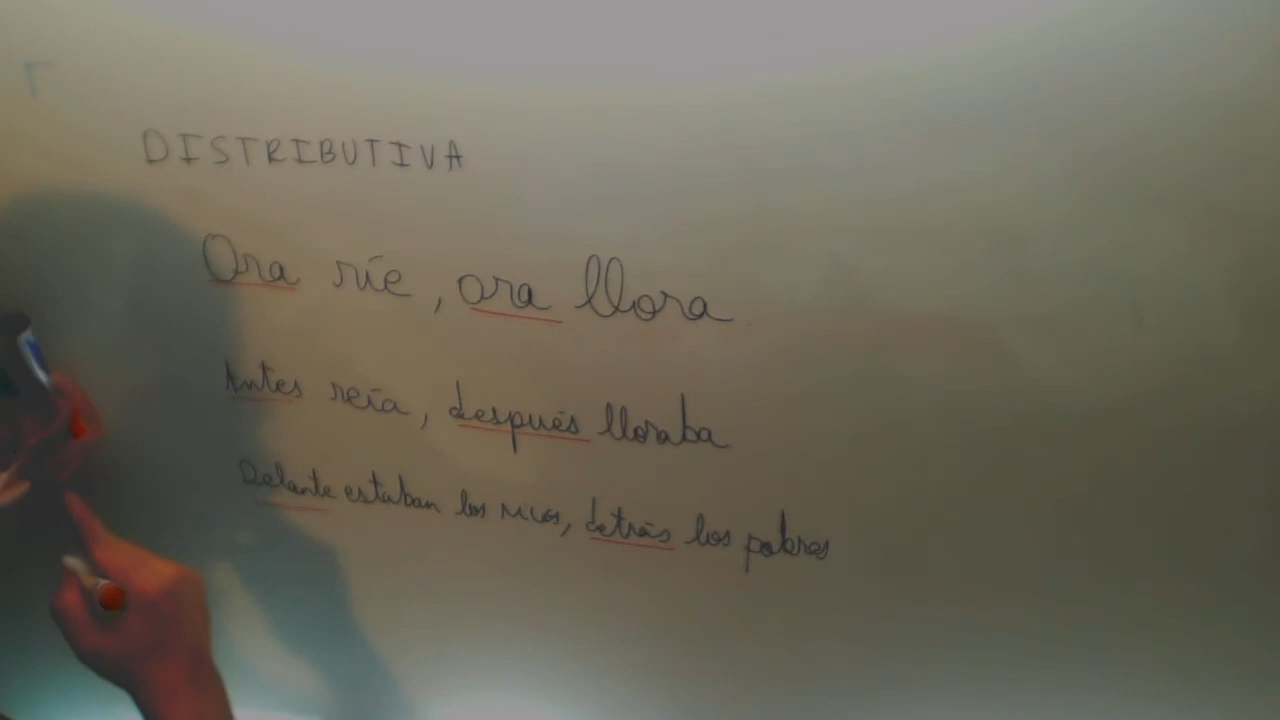 DISTRIBUTIVA
Ora ríe, ora llora
Antes reía, después lloraba
Delante estaban los ricos, detrás los pobres